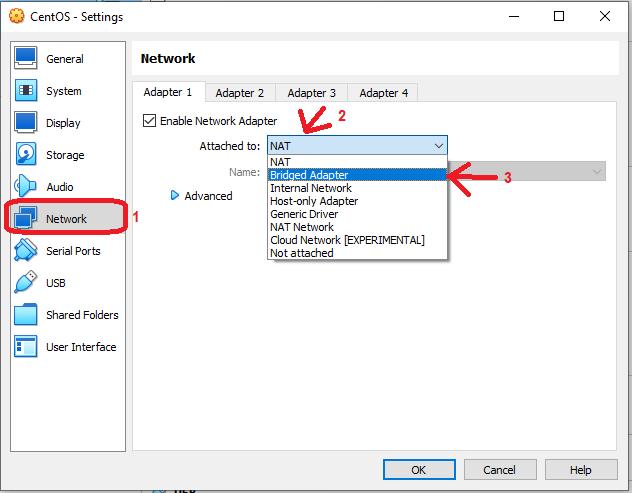 CentOS - Settings
General
System
Display
Storage
Audio
Network
1
Serial Ports
USB
Shared Folders
User Interface
Network
Adapter 1 Adapter 2 Adapter 3 Adapter 4
Enable Network Adapter
2
Attached to: NAT
NAT
Name:
Bridged Adapter
3
Advanced
Internal Network
Host-only Adapter
Generic Driver
NAT Network
Cloud Network [EXPERIMENTAL]
Not attached
OK Cancel Help